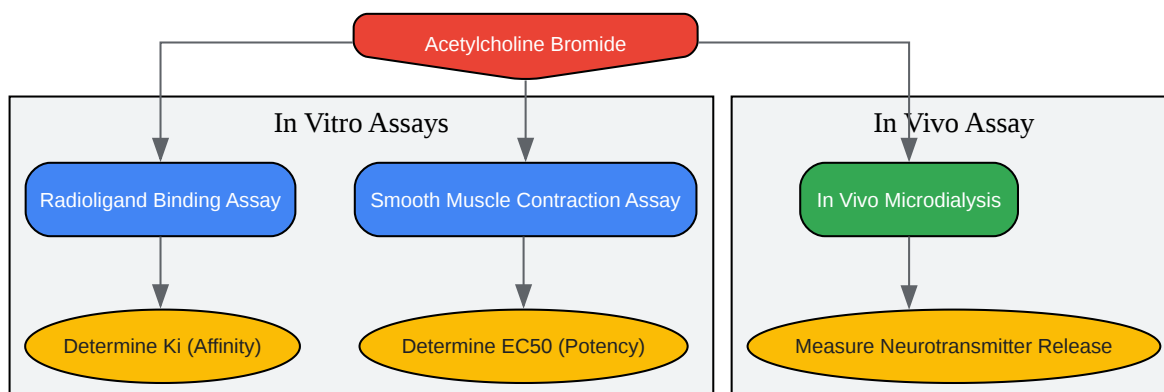 Acetylcholine Bromide
In Vitro Assays
In Vivo Assay
Radioligand Binding Assay
Smooth Muscle Contraction Assay
In Vivo Microdialysis
Determine Ki (Affinity)
Determine EC50 (Potency)
Measure Neurotransmitter Release